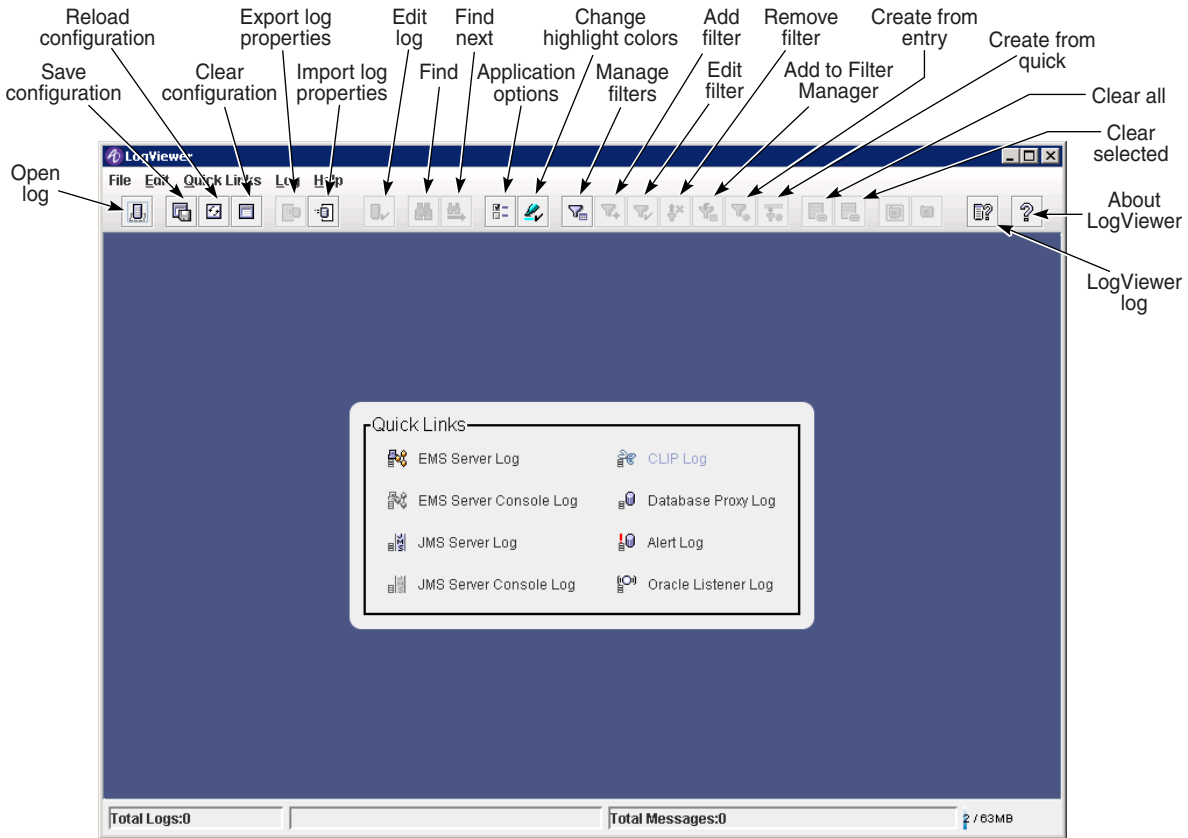 Reload
configuration
Export log
properties
Edit
log
Find
next
Change
highlight colors
Add
filter
Remove
filter
Create from
entry
Create from
quick
Save
configuration
Clear
configuration
Import log
properties
Find
Application
options
Manage
filters
Edit
filter
Add to Filter
Manager
Clear all
Clear
selected
Open
log
About
LogViewer
LogViewer
log
LogViewer
File Edit Quick Links Log Help
Quick Links
EMS Server Log
CLIP Log
EMS Server Console Log
Database Proxy Log
JMS Server Log
Alert Log
JMS Server Console Log
Oracle Listener Log
Total Logs:0
Total Messages:0
2 / 63MB